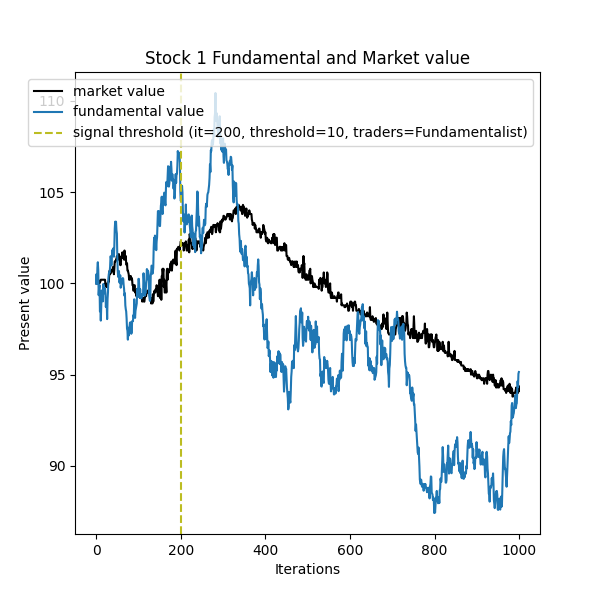 Stock 1 Fundamental and Market value
market value
fundamental value
signal threshold (it=200, threshold=10, traders=Fundamentalist)
110
105
100
95
90
Present value
0 200 400 600 800 1000
Iterations